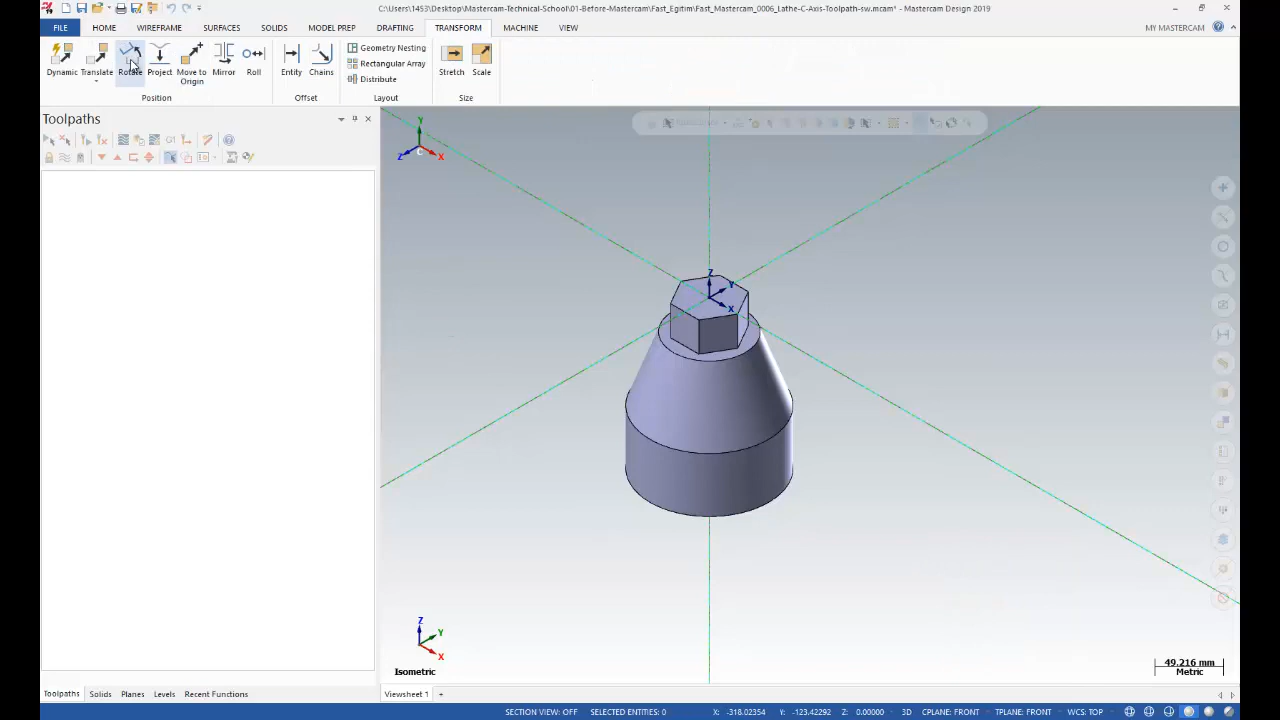 C:\Users\1453\Desktop\Mastercam-Technical-School\01-Before-Mastercam\Fast_Egitim\Fast_Mastercam_0006_Lathe-C-Axis-Toolpath-sw.mcam* - Mastercam Design 2019
FILE HOME WIREFRAME SURFACES SOLIDS MODEL PREP DRAFTING TRANSFORM MACHINE VIEW MY MASTERCAM
Dynamic Translate Rotate Project Move to Origin Mirror Roll Entity Chains Geometry Nesting Stretch Scale
Rectangular Array
Distribute
Position Offset Layout Size
Toolpaths
G1
Y
Z X
C
Z
Y
X
Z
Y
X
Isometric
49.216 mm
Metric
Toolpaths Solids Planes Levels Recent Functions Viewsheet 1 +
SECTION VIEW: OFF SELECTED ENTITIES: 0 X: -318.02354 Y: -123.42292 Z: 0.00000 3D CPLANE: FRONT TPLANE: FRONT WCS: TOP